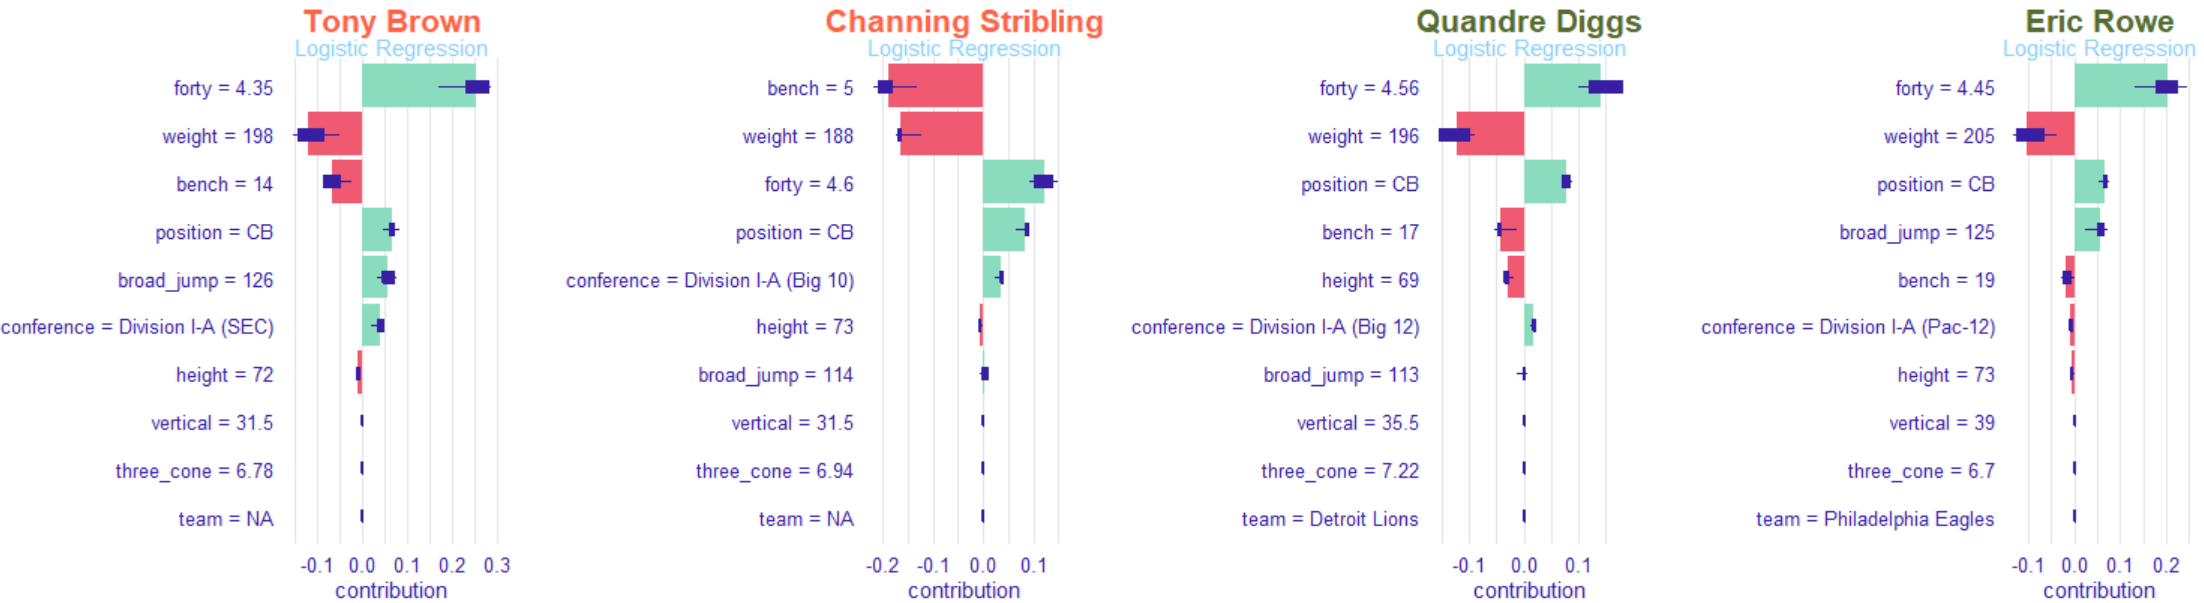 Tony Brown
Logistic Regression
forty = 4.35
weight = 198
bench = 14
position = CB
broad_jump = 126
conference = Division I-A (SEC)
height = 72
vertical = 31.5
three_cone = 6.78
team = NA
-0.1 0.0 0.1 0.2 0.3
contribution
Channing Stribling
Logistic Regression
bench = 5
weight = 188
forty = 4.6
position = CB
conference = Division I-A (Big 10)
height = 73
broad_jump = 114
vertical = 31.5
three_cone = 6.94
team = NA
-0.2 -0.1 0.0 0.1
contribution
Quandre Diggs
Logistic Regression
forty = 4.56
weight = 196
position = CB
bench = 17
height = 69
conference = Division I-A (Big 12)
broad_jump = 113
vertical = 35.5
three_cone = 7.22
team = Detroit Lions
-0.1 0.0 0.1
contribution
Eric Rowe
Logistic Regression
forty = 4.45
weight = 205
position = CB
broad_jump = 125
bench = 19
conference = Division I-A (Pac-12)
height = 73
vertical = 39
three_cone = 6.7
team = Philadelphia Eagles
-0.1 0.0 0.1 0.2
contribution